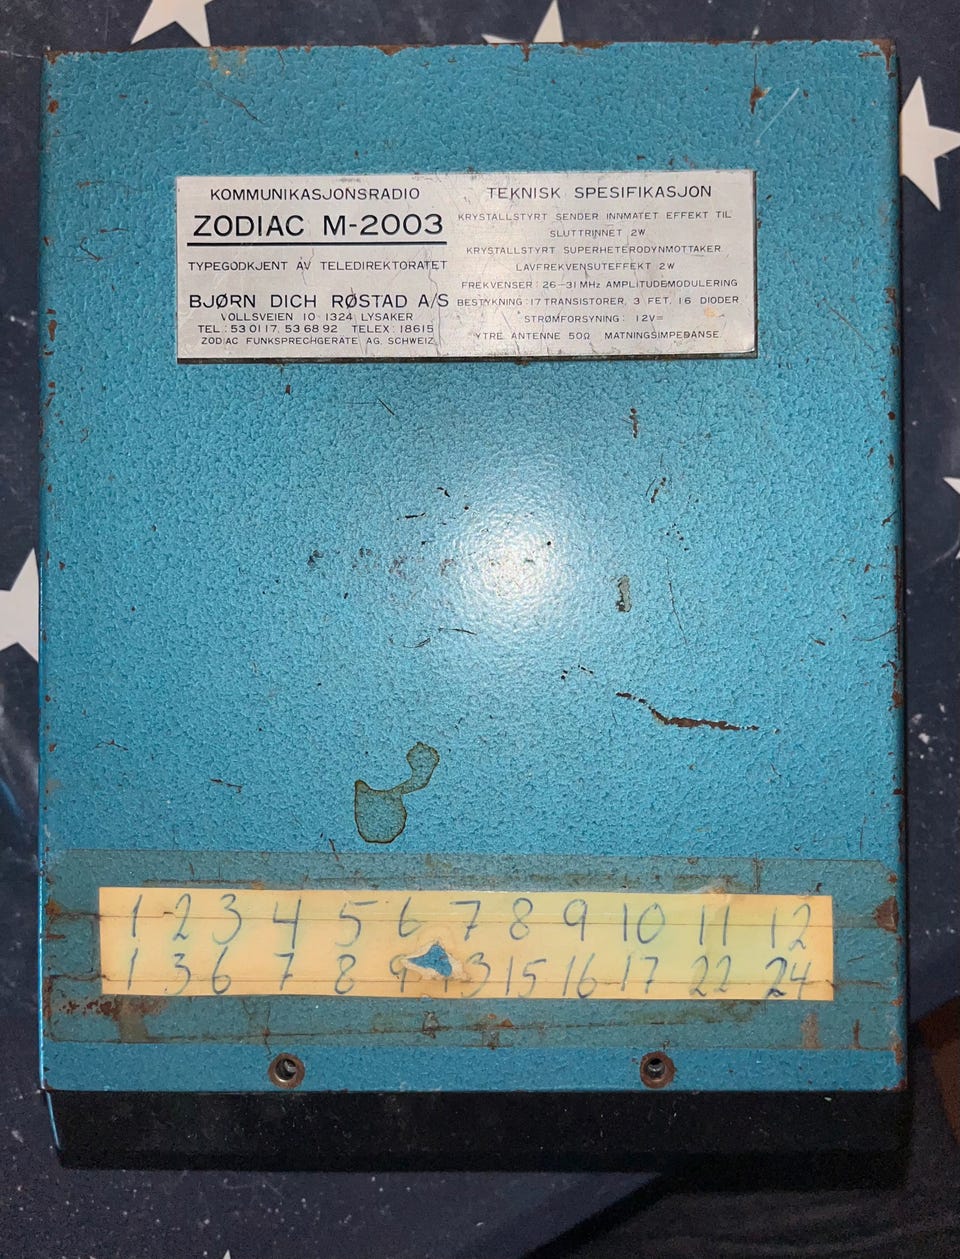 KOMMUNIKASJONSRADIO
ZODIAC M-2003
TYPEGODKJENT AV TELEDIREKTORATET
BJØRN DICH RØSTAD A/S
VOLLSVEIEN 10 1324 LYSAKER
TEL.: 53 01 17, 53 68 92 TELEX: 18615
ZODIAC FUNKSPRECHGERÄTE AG, SCHWEIZ
TEKNISK SPESIFIKASJON
KRYSTALLSTYRT SENDER INNMATET EFFEKT TIL
SLUTTRINNET 2W
KRYSTALLSTYRT SUPERHETERODYNMOTTAKER
LAVFREKVENSUTEFFEKT 2W
FREKVENSER: 26-31 MHz AMPLITUDEMODULERING
BESTYKNING: 17 TRANSISTORER, 3 FET, 16 DIODER
STRØMFORSYNING: 12V=
YTRE ANTENNE 50Ω MATNINGSIMPEDANSE
1 2 3 4 5 6 7 8 9 10 11 12
1 3 6 7 8 9 3 15 16 17 22 24